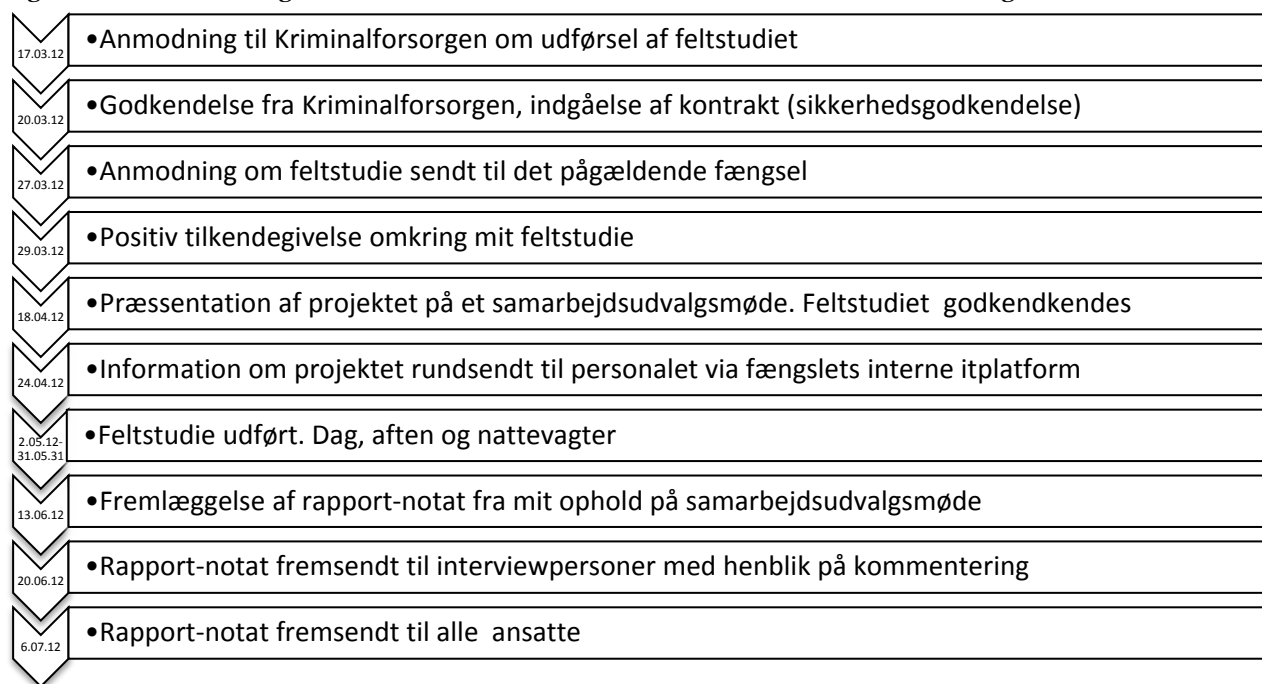 17.03.12 •Anmodning til Kriminalforsorgen om udførsel af feltstudiet
20.03.12 •Godkendelse fra Kriminalforsorgen, indgåelse af kontrakt (sikkerhedsgodkendelse)
27.03.12 •Anmodning om feltstudie sendt til det pågældende fængsel
29.03.12 •Positiv tilkendegivelse omkring mit feltstudie
18.04.12 •Præssentation af projektet på et samarbejdsudvalgsmøde. Feltstudiet godkendkendes
24.04.12 •Information om projektet rundsendt til personalet via fængslets interne itplatform
2.05.12-
31.05.31 •Feltstudie udført. Dag, aften og nattevagter
13.06.12 •Fremlæggelse af rapport-notat fra mit ophold på samarbejdsudvalgsmøde
20.06.12 •Rapport-notat fremsendt til interviewpersoner med henblik på kommentering
6.07.12 •Rapport-notat fremsendt til alle ansatte